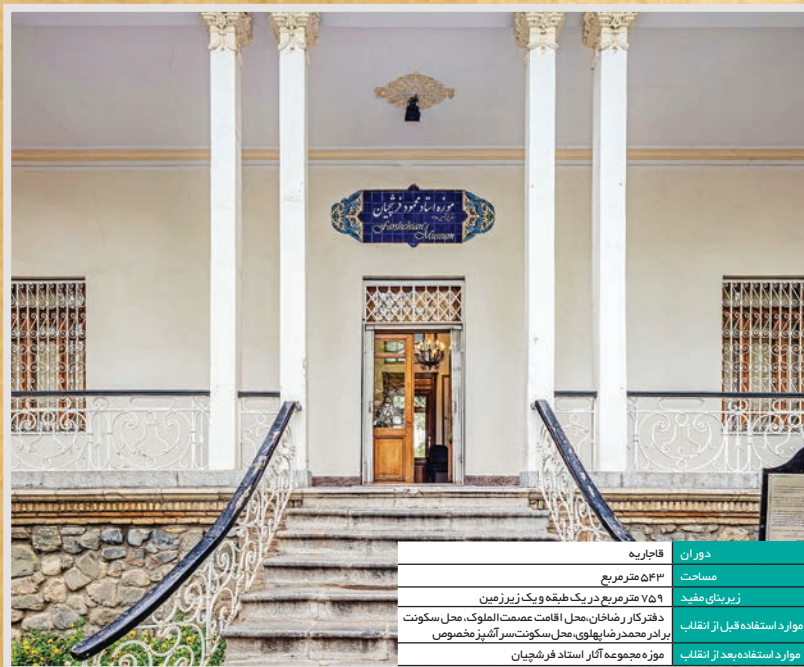 موزه استاد محمود فرشچیان
Farshchian's
Museum
دوران قاجاریه
مساحت ۵۴۳ مترمربع
زیربنای مفید ۷۵۹ مترمربع در یک طبقه و یک زیرزمین
موارد استفاده قبل از انقلاب دفترکار رضاخان، محل اقامت عصمت‌الملوک، محل سکونت
برادر محمدرضا پهلوی، محل سکونت سرآشپز مخصوص
موارد استفاده بعد از انقلاب موزه مجموعه آثار استاد فرشچیان